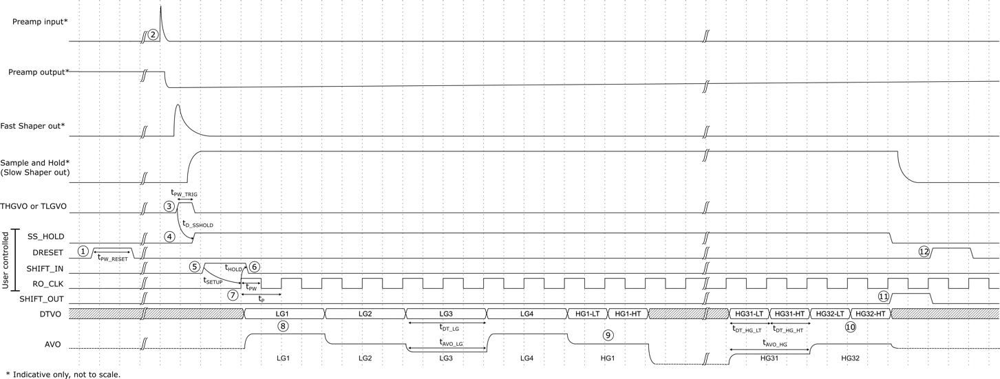 Preamp input*
②
Preamp output*
Fast Shaper out*
Sample and Hold*
(Slow Shaper out)
tPW_TRIG
THGVO or TLGVO
③
tD_SSHOLD
User controlled
SS_HOLD
④
DRESET
①
tPW_RESET
⑫
SHIFT_IN
⑤
tHOLD
⑥
tSETUP
RO_CLK
tPW
⑦
tP
SHIFT_OUT
⑪
DTVO
LG1
LG2
LG3
LG4
HG1-LT
HG1-HT
HG31-LT
HG31-HT
HG32-LT
HG32-HT
⑧
tDT_LG
tDT_HG_LT
tDT_HG_HT
⑩
AVO
tAVO_LG
⑨
tAVO_HG
LG1
LG2
LG3
LG4
HG1
HG31
HG32
* Indicative only, not to scale.